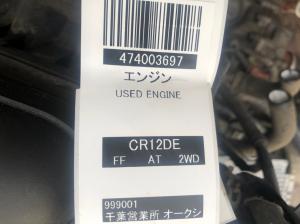 474003697
エンジン
USED ENGINE
CR12DE
FF AT 2WD
999001
千葉営業所 オークシ